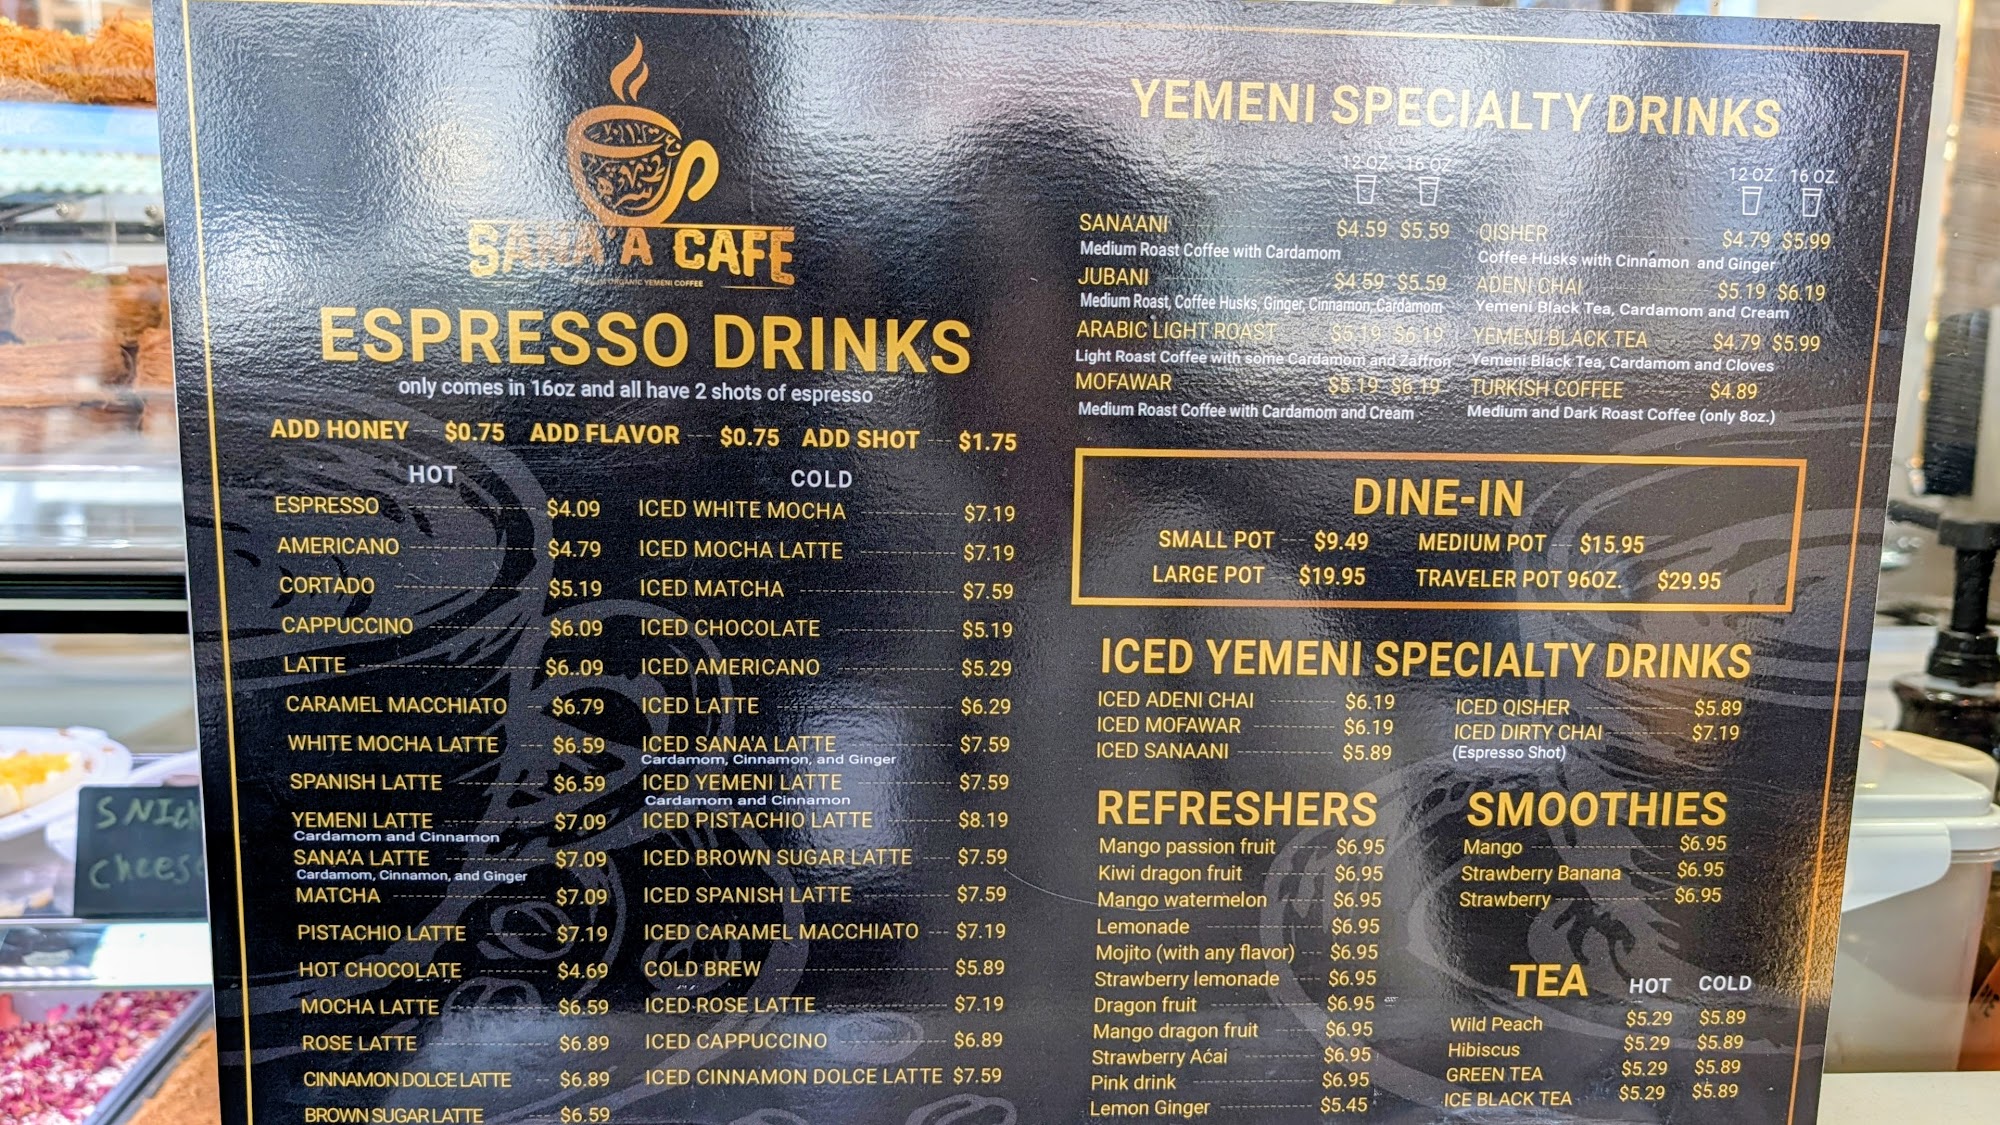 SANA'A CAFE
ORGANIC YEMENI COFFEE
ESPRESSO DRINKS
only comes in 16oz and all have 2 shots of espresso
ADD HONEY $0.75 ADD FLAVOR $0.75 ADD SHOT $1.75
HOT
ESPRESSO $4.09
AMERICANO $4.79
CORTADO $5.19
CAPPUCCINO $6.09
LATTE $6..09
CARAMEL MACCHIATO $6.79
WHITE MOCHA LATTE $6.59
SPANISH LATTE $6.59
YEMENI LATTE $7.09
Cardamom and Cinnamon
SANA'A LATTE $7.09
Cardamom, Cinnamon, and Ginger
MATCHA $7.09
PISTACHIO LATTE $7.19
HOT CHOCOLATE $4.69
MOCHA LATTE $6.59
ROSE LATTE $6.89
CINNAMON DOLCE LATTE $6.89
BROWN SUGAR LATTE $6.59
COLD
ICED WHITE MOCHA $7.19
ICED MOCHA LATTE $7.19
ICED MATCHA $7.59
ICED CHOCOLATE $5.19
ICED AMERICANO $5.29
ICED LATTE $6.29
ICED SANA'A LATTE $7.59
Cardamom, Cinnamon, and Ginger
ICED YEMENI LATTE $7.59
Cardamom and Cinnamon
ICED PISTACHIO LATTE $8.19
ICED BROWN SUGAR LATTE $7.59
ICED SPANISH LATTE $7.59
ICED CARAMEL MACCHIATO $7.19
COLD BREW $5.89
ICED ROSE LATTE $7.19
ICED CAPPUCCINO $6.89
ICED CINNAMON DOLCE LATTE $7.59
YEMENI SPECIALTY DRINKS
12 OZ. 16 OZ.
SANA'ANI $4.59 $5.59
Medium Roast Coffee with Cardamom
JUBANI $4.59 $5.59
Medium Roast, Coffee Husks, Ginger, Cinnamon, Cardamom
ARABIC LIGHT ROAST $5.19 $6.19
Light Roast Coffee with some Cardamom and Zaffron
MOFAWAR $5.19 $6.19
Medium Roast Coffee with Cardamom and Cream
12 OZ. 16 OZ.
QISHER $4.79 $5.99
Coffee Husks with Cinnamon and Ginger
ADENI CHAI $5.19 $6.19
Yemeni Black Tea, Cardamom and Cream
YEMENI BLACK TEA $4.79 $5.99
Yemeni Black Tea, Cardamom and Cloves
TURKISH COFFEE $4.89
Medium and Dark Roast Coffee (only 8oz.)
DINE-IN
SMALL POT $9.49 MEDIUM POT $15.95
LARGE POT $19.95 TRAVELER POT 96OZ. $29.95
ICED YEMENI SPECIALTY DRINKS
ICED ADENI CHAI $6.19
ICED MOFAWAR $6.19
ICED SANAANI $5.89
ICED QISHER $5.89
ICED DIRTY CHAI $7.19
(Espresso Shot)
REFRESHERS
Mango passion fruit $6.95
Kiwi dragon fruit $6.95
Mango watermelon $6.95
Lemonade $6.95
Mojito (with any flavor) $6.95
Strawberry lemonade $6.95
Dragon fruit $6.95
Mango dragon fruit $6.95
Strawberry Aćai $6.95
Pink drink $6.95
Lemon Ginger $5.45
SMOOTHIES
Mango $6.95
Strawberry Banana $6.95
Strawberry $6.95
TEA HOT COLD
Wild Peach $5.29 $5.89
Hibiscus $5.29 $5.89
GREEN TEA $5.29 $5.89
ICE BLACK TEA $5.29 $5.89